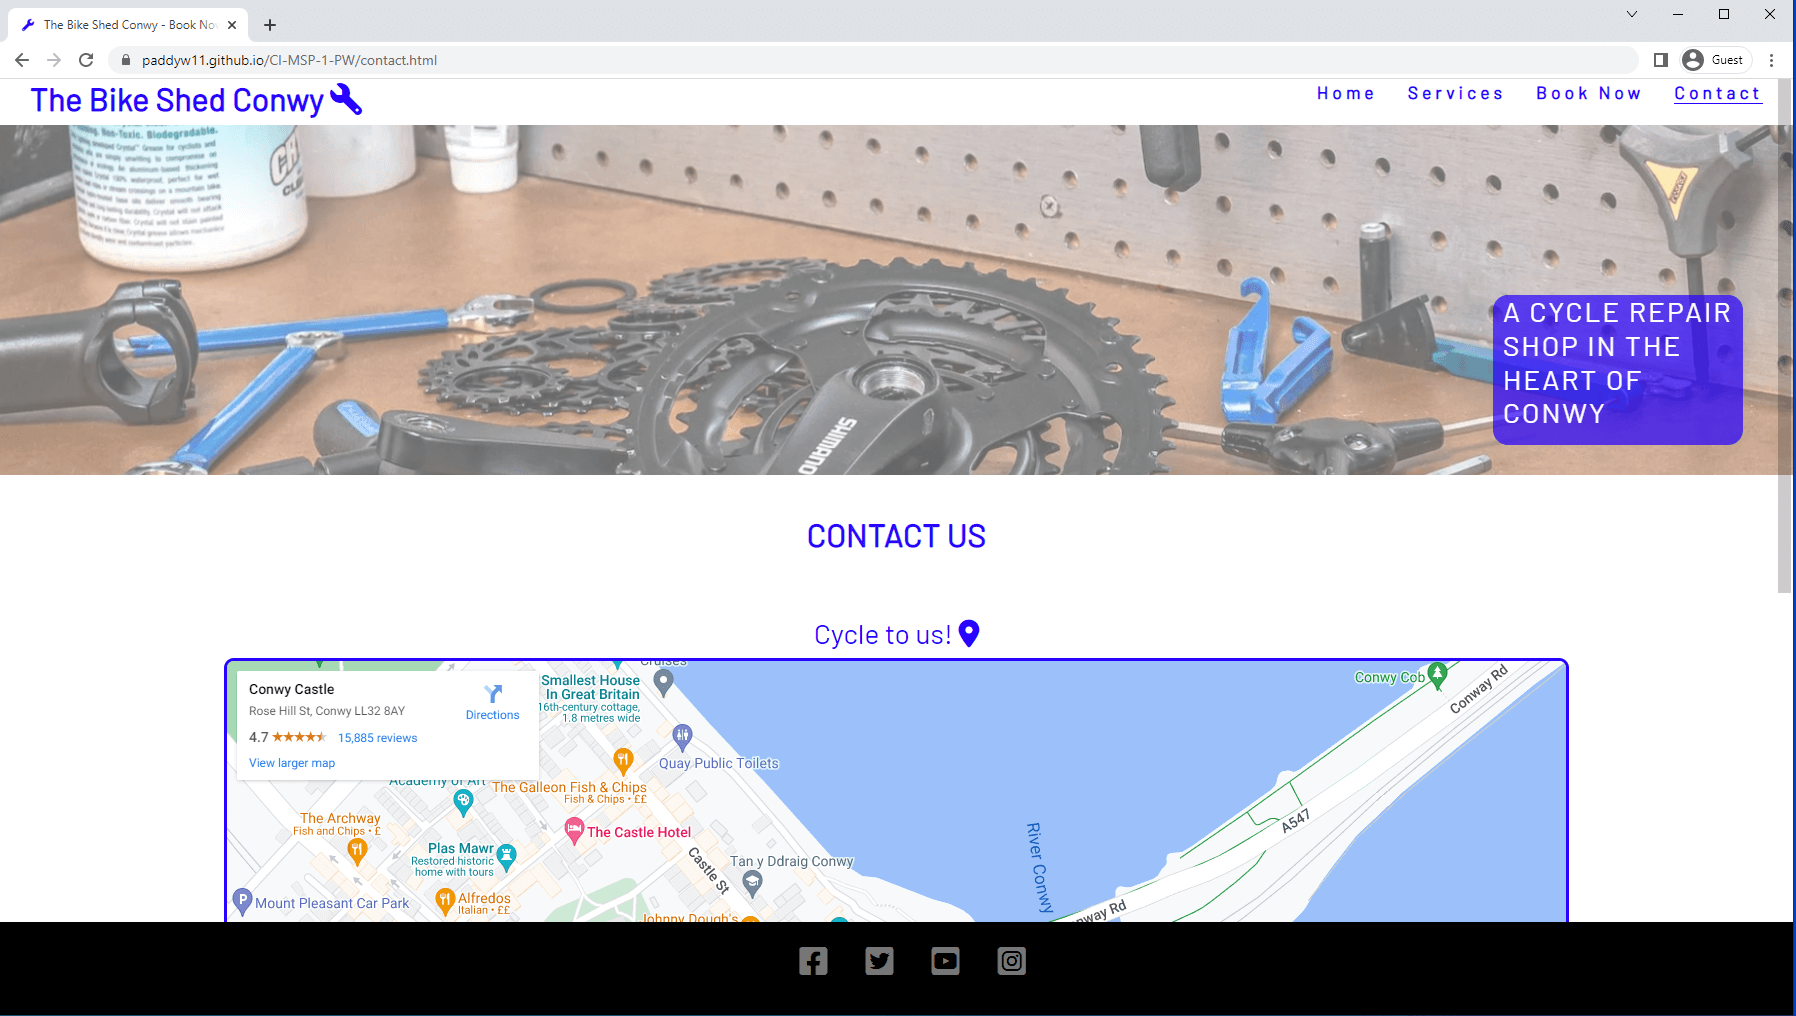 The Bike Shed Conwy - Book No
paddyw11.github.io/CI-MSP-1-PW/contact.html
Guest
The Bike Shed Conwy
Home
Services
Book Now
Contact
Non-Toxic. Biodegradable.
SHIMANO
A CYCLE REPAIR
SHOP IN THE
HEART OF
CONWY
CONTACT US
Cycle to us!
Conwy Castle
Rose Hill St, Conwy LL32 8AY
4.7
15,885 reviews
View larger map
Directions
Cruises
Smallest House
In Great Britain
16th-century cottage,
1.8 metres wide
Quay Public Toilets
Conwy Cob
Conway Rd
Academy of Art
The Galleon Fish & Chips
Fish & Chips • ££
The Archway
Fish and Chips • £
The Castle Hotel
Plas Mawr
Restored historic
home with tours
Castle St
Tan y Ddraig Conwy
River Conwy
A547
Mount Pleasant Car Park
P
Alfredos
Italian • ££
Johnny Dough's
nway Rd